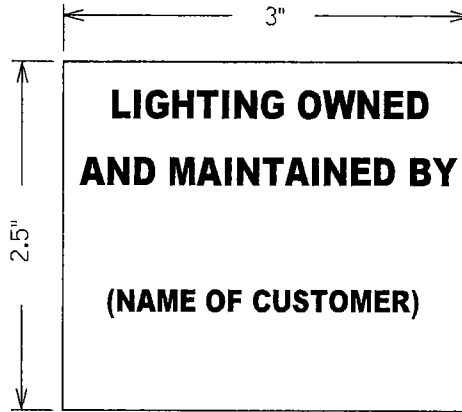 3"
2.5"
LIGHTING OWNED
AND MAINTAINED BY
(NAME OF CUSTOMER)